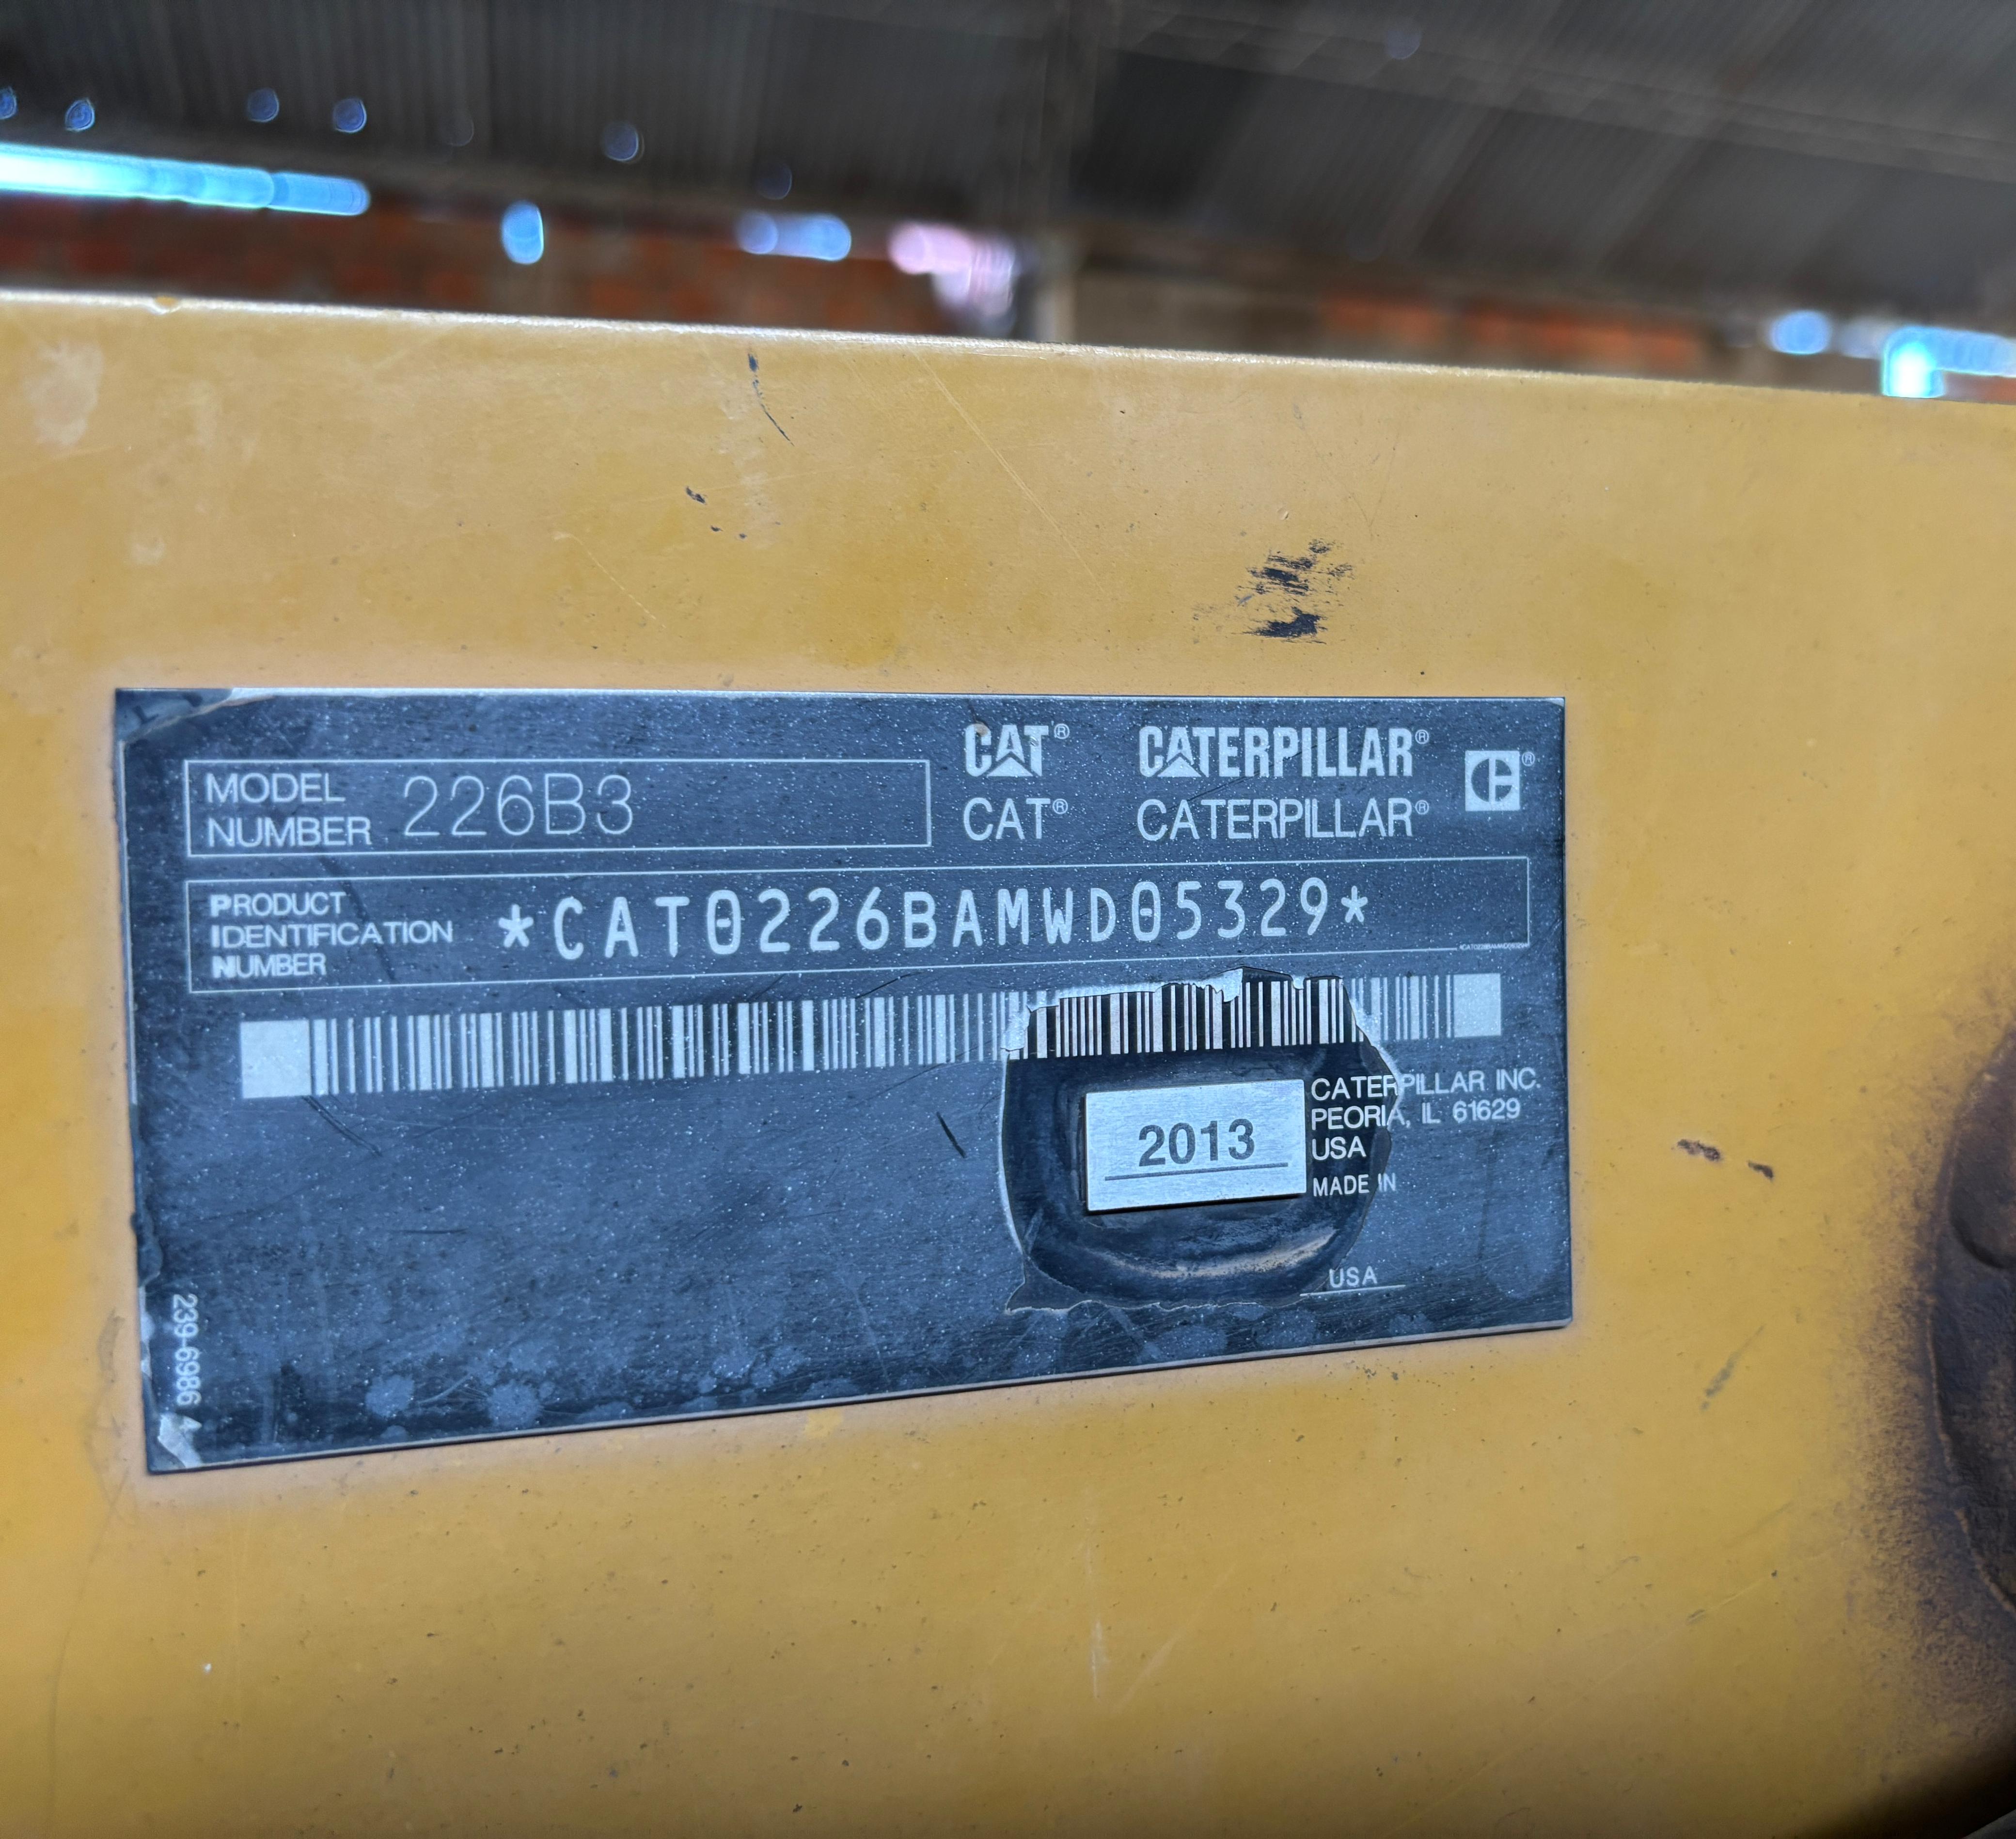 CAT® CATERPILLAR®
CAT® CATERPILLAR®
MODEL
NUMBER 226B3
PRODUCT
IDENTIFICATION
NUMBER
*CAT0226BAMWD05329*
2013
CATERPILLAR INC.
PEORIA, IL 61629
USA
MADE IN
USA
239-6986